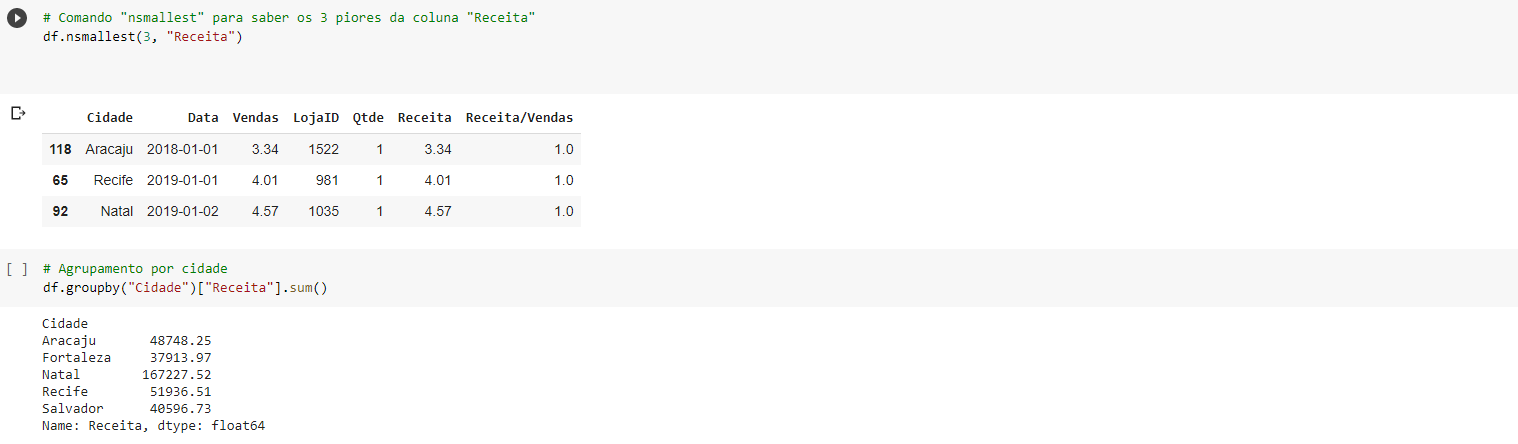 # Comando "nsmallest" para saber os 3 piores da coluna "Receita"
df.nsmallest(3, "Receita")
Cidade Data Vendas LojaID Qtde Receita Receita/Vendas
118 Aracaju 2018-01-01 3.34 1522 1 3.34 1.0
65 Recife 2019-01-01 4.01 981 1 4.01 1.0
92 Natal 2019-01-02 4.57 1035 1 4.57 1.0
[ ] # Agrupamento por cidade
df.groupby("Cidade")["Receita"].sum()
Cidade
Aracaju 48748.25
Fortaleza 37913.97
Natal 167227.52
Recife 51936.51
Salvador 40596.73
Name: Receita, dtype: float64